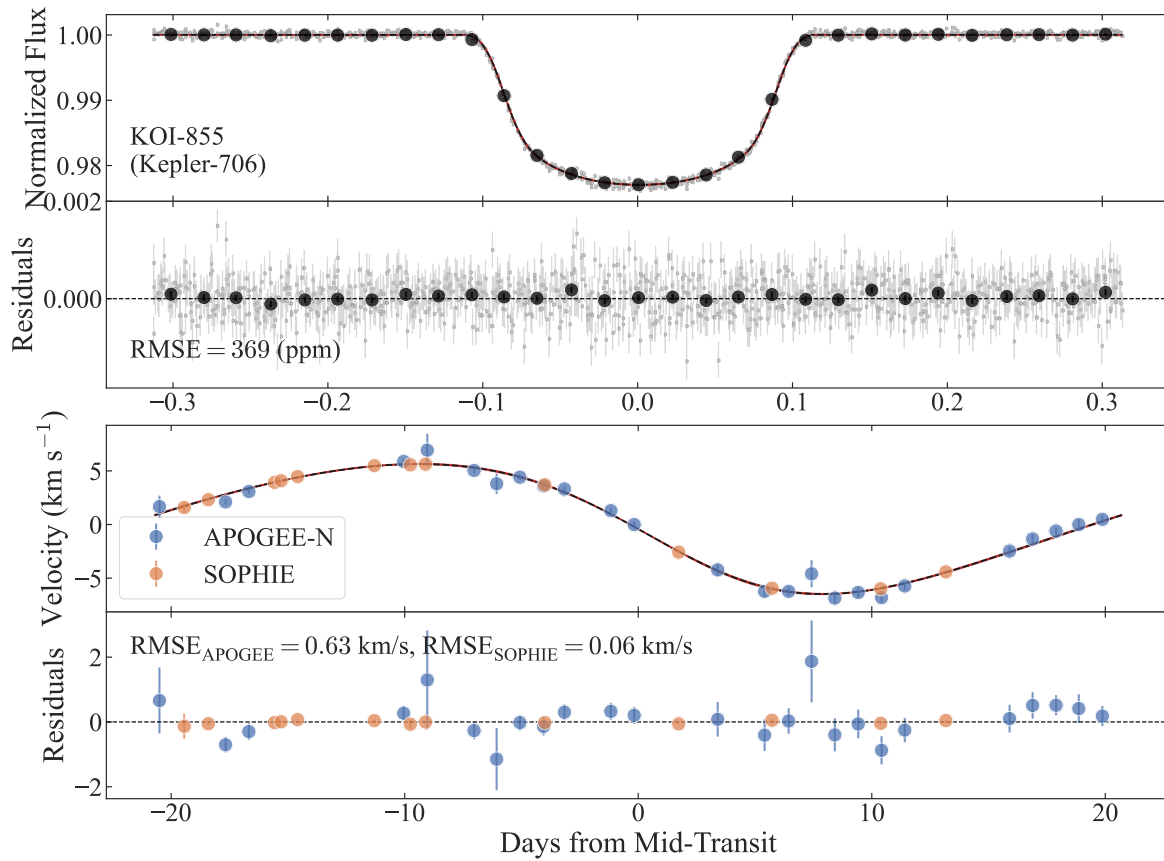 Normalized Flux
1.00
0.99
0.98
KOI-855
(Kepler-706)
Residuals
0.002
0.000
RMSE = 369 (ppm)
−0.3 −0.2 −0.1 0.0 0.1 0.2 0.3
Velocity (km s⁻¹)
5
0
−5
APOGEE-N
SOPHIE
Residuals
2
0
−2
RMSE_APOGEE = 0.63 km/s, RMSE_SOPHIE = 0.06 km/s
−20 −10 0 10 20
Days from Mid-Transit